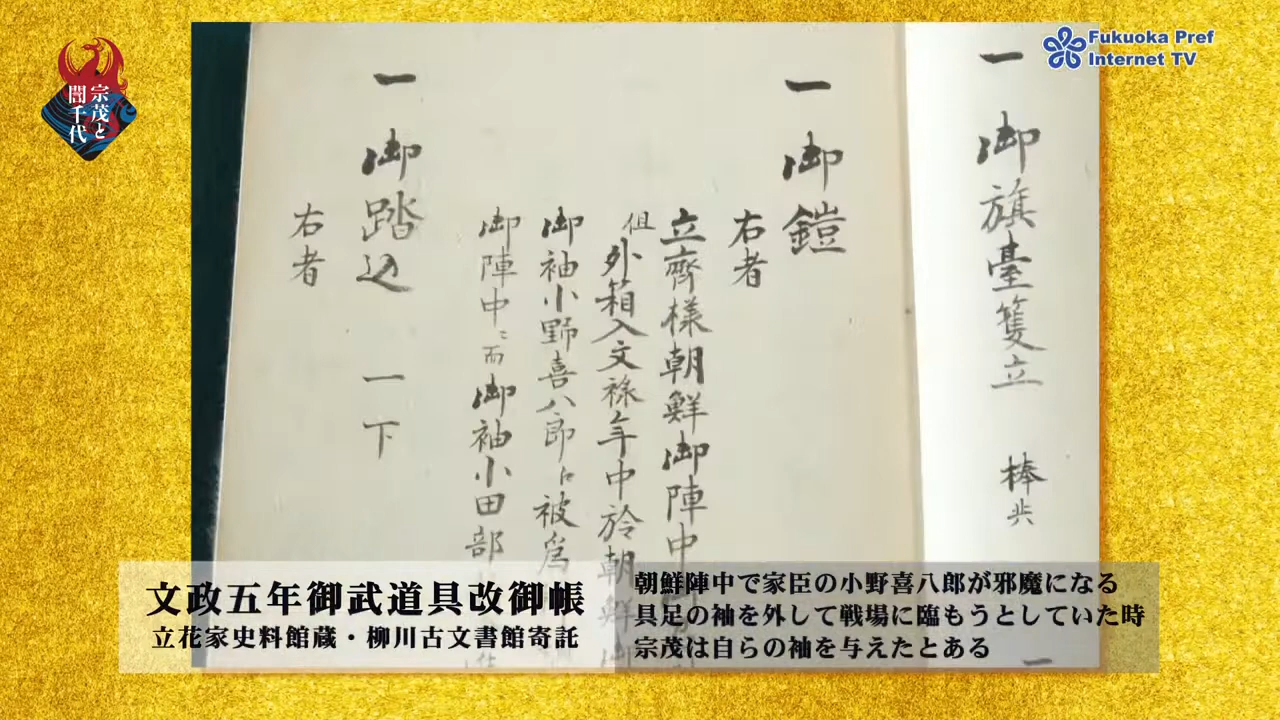 宗茂と
誾千代
Fukuoka Pref
Internet TV
一 御旗臺隻立 棒共
一 御鎧
右者
立齊様朝鮮御陣中
但外箱入文禄年中於朝鮮
御袖小野喜八郎ゟ被為
御陣中ニ而御袖小田部
一 御踏込 一下
右者
文政五年御武道具改御帳
立花家史料館蔵・柳川古文書館寄託
朝鮮陣中で家臣の小野喜八郎が邪魔になる
具足の袖を外して戦場に臨もうとしていた時
宗茂は自らの袖を与えたとある